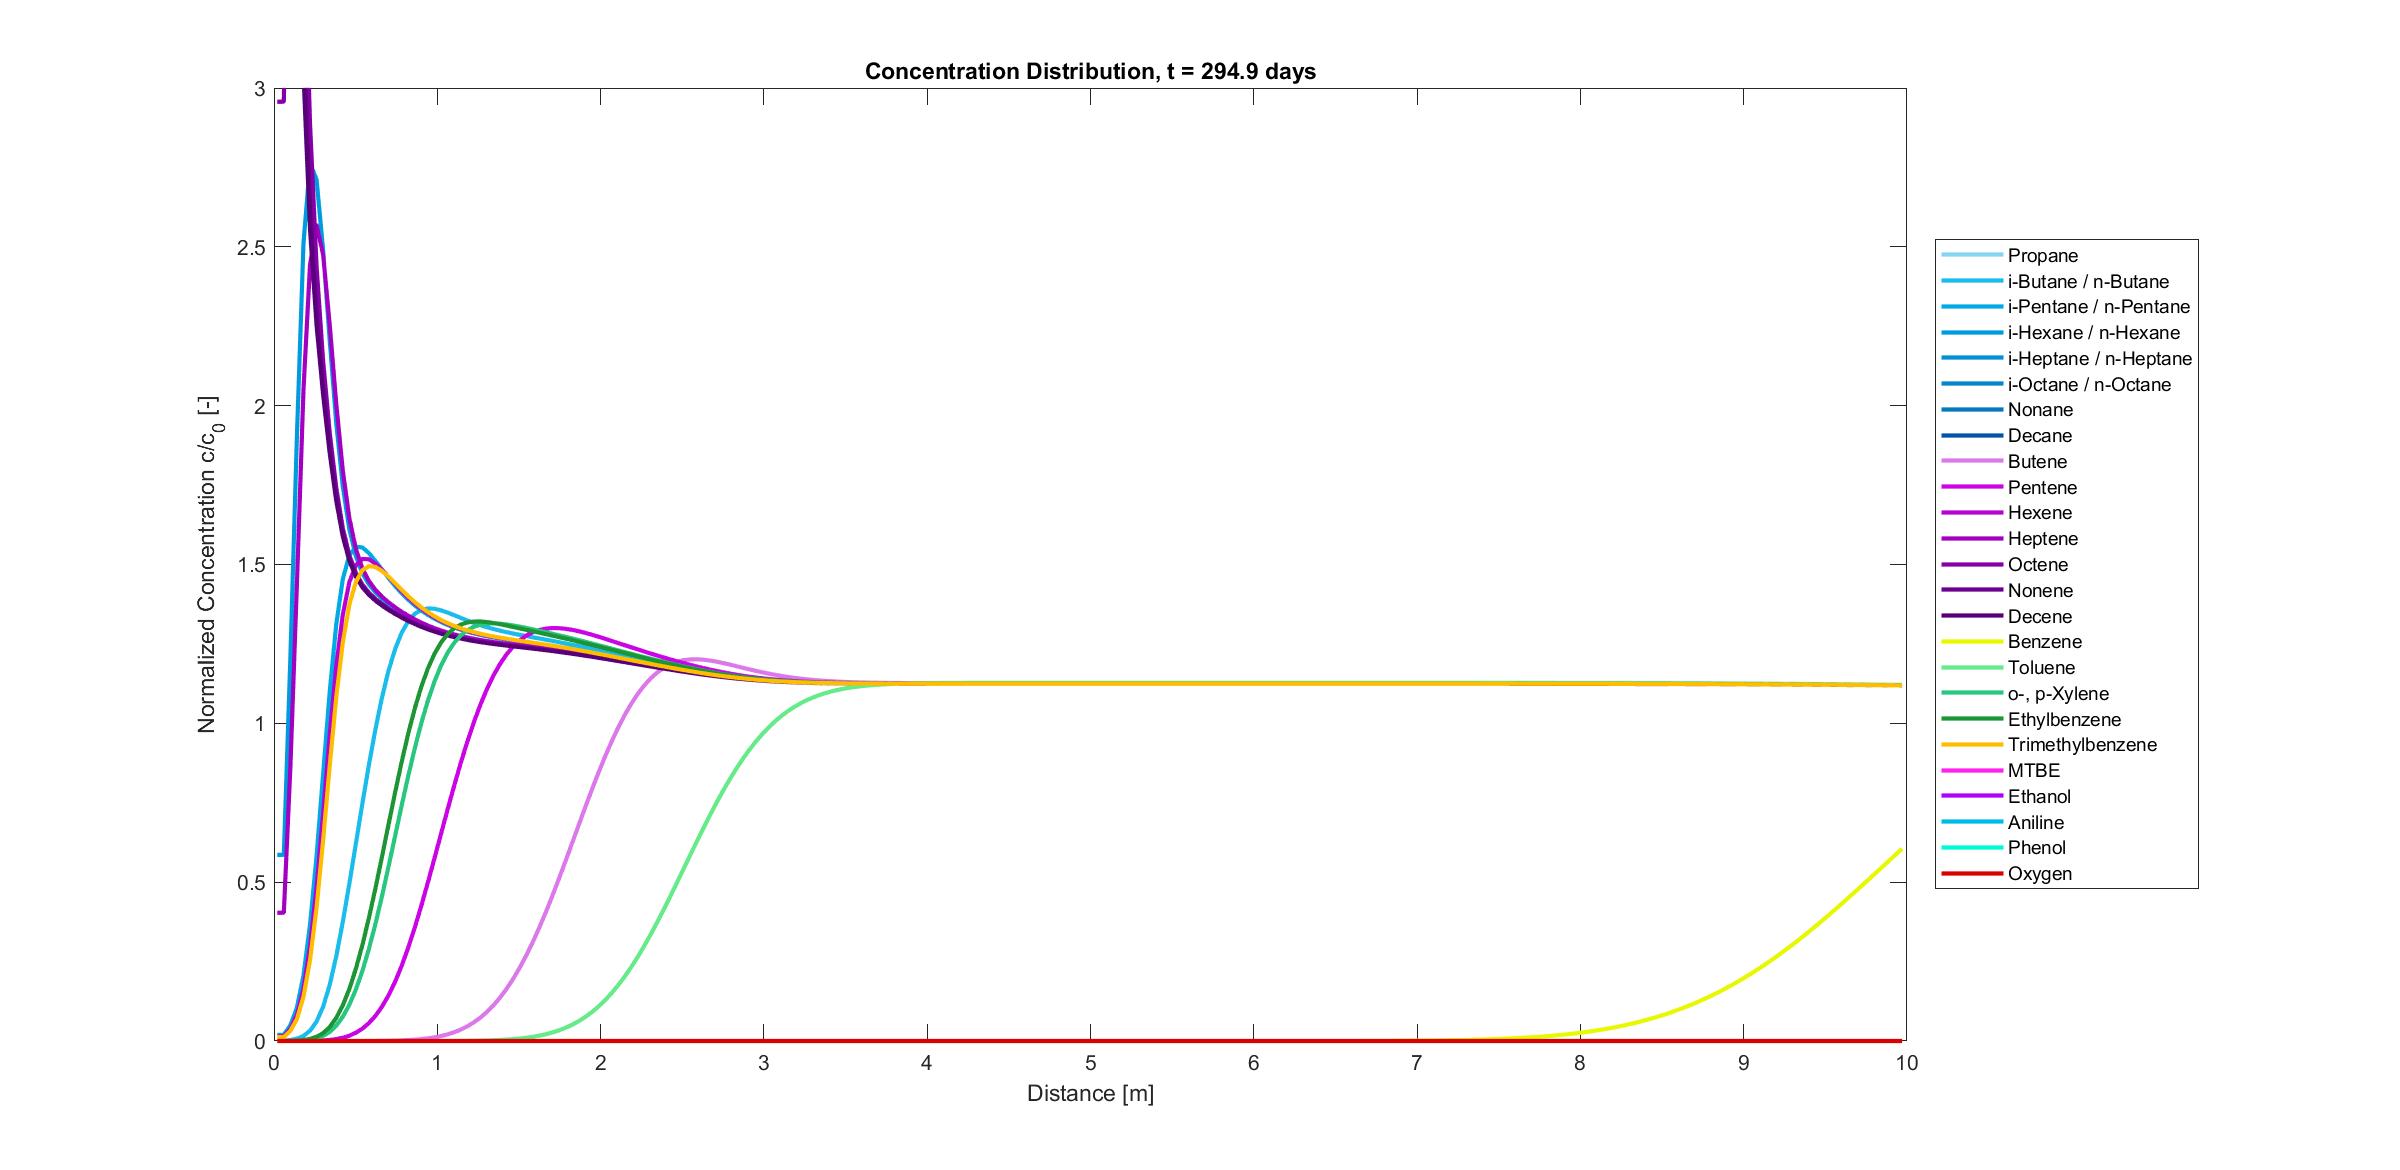 Concentration Distribution, t = 294.9 days
3
2.5
2
1.5
1
0.5
0
Normalized Concentration c/c0 [-]
0 1 2 3 4 5 6 7 8 9 10
Distance [m]
Propane
i-Butane / n-Butane
i-Pentane / n-Pentane
i-Hexane / n-Hexane
i-Heptane / n-Heptane
i-Octane / n-Octane
Nonane
Decane
Butene
Pentene
Hexene
Heptene
Octene
Nonene
Decene
Benzene
Toluene
o-, p-Xylene
Ethylbenzene
Trimethylbenzene
MTBE
Ethanol
Aniline
Phenol
Oxygen